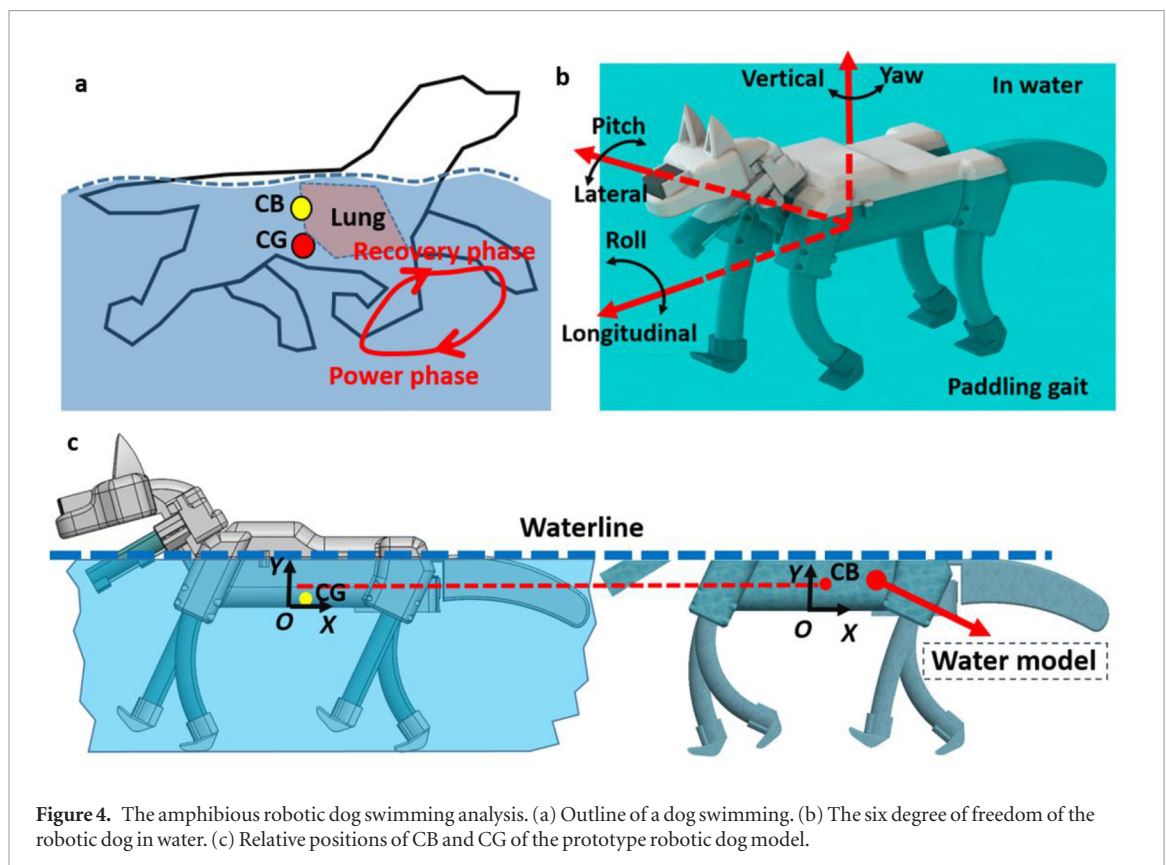 a
CB
CG
Lung
Recovery phase
Power phase
b
Vertical
Yaw
In water
Pitch
Lateral
Roll
Longitudinal
Paddling gait
c
Waterline
Y
CG
O
X
Y
CB
O
X
Water model
Figure 4. The amphibious robotic dog swimming analysis. (a) Outline of a dog swimming. (b) The six degree of freedom of the
robotic dog in water. (c) Relative positions of CB and CG of the prototype robotic dog model.